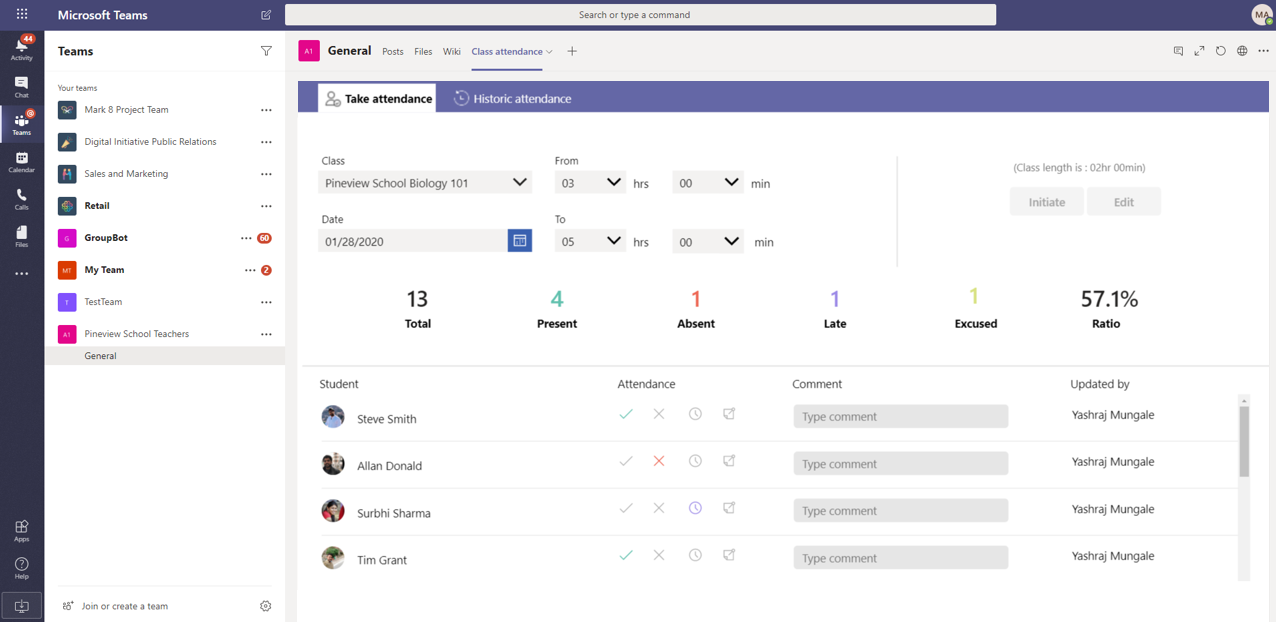 Microsoft Teams
Search or type a command
MA
44
Activity
Chat
Teams
Calendar
Calls
Files
Apps
Help
Teams
Your teams
Mark 8 Project Team
Digital Initiative Public Relations
Sales and Marketing
Retail
G GroupBot 60
MT My Team 2
T TestTeam
A1 Pineview School Teachers
General
Join or create a team
A1 General Posts Files Wiki Class attendance
Take attendance Historic attendance
Class From
Pineview School Biology 101 03 hrs 00 min
Date To
01/28/2020 05 hrs 00 min
(Class length is : 02hr 00min)
Initiate Edit
13 4 1 1 1 57.1%
Total Present Absent Late Excused Ratio
Student Attendance Comment Updated by
Steve Smith Type comment Yashraj Mungale
Allan Donald Type comment Yashraj Mungale
Surbhi Sharma Type comment Yashraj Mungale
Tim Grant Type comment Yashraj Mungale